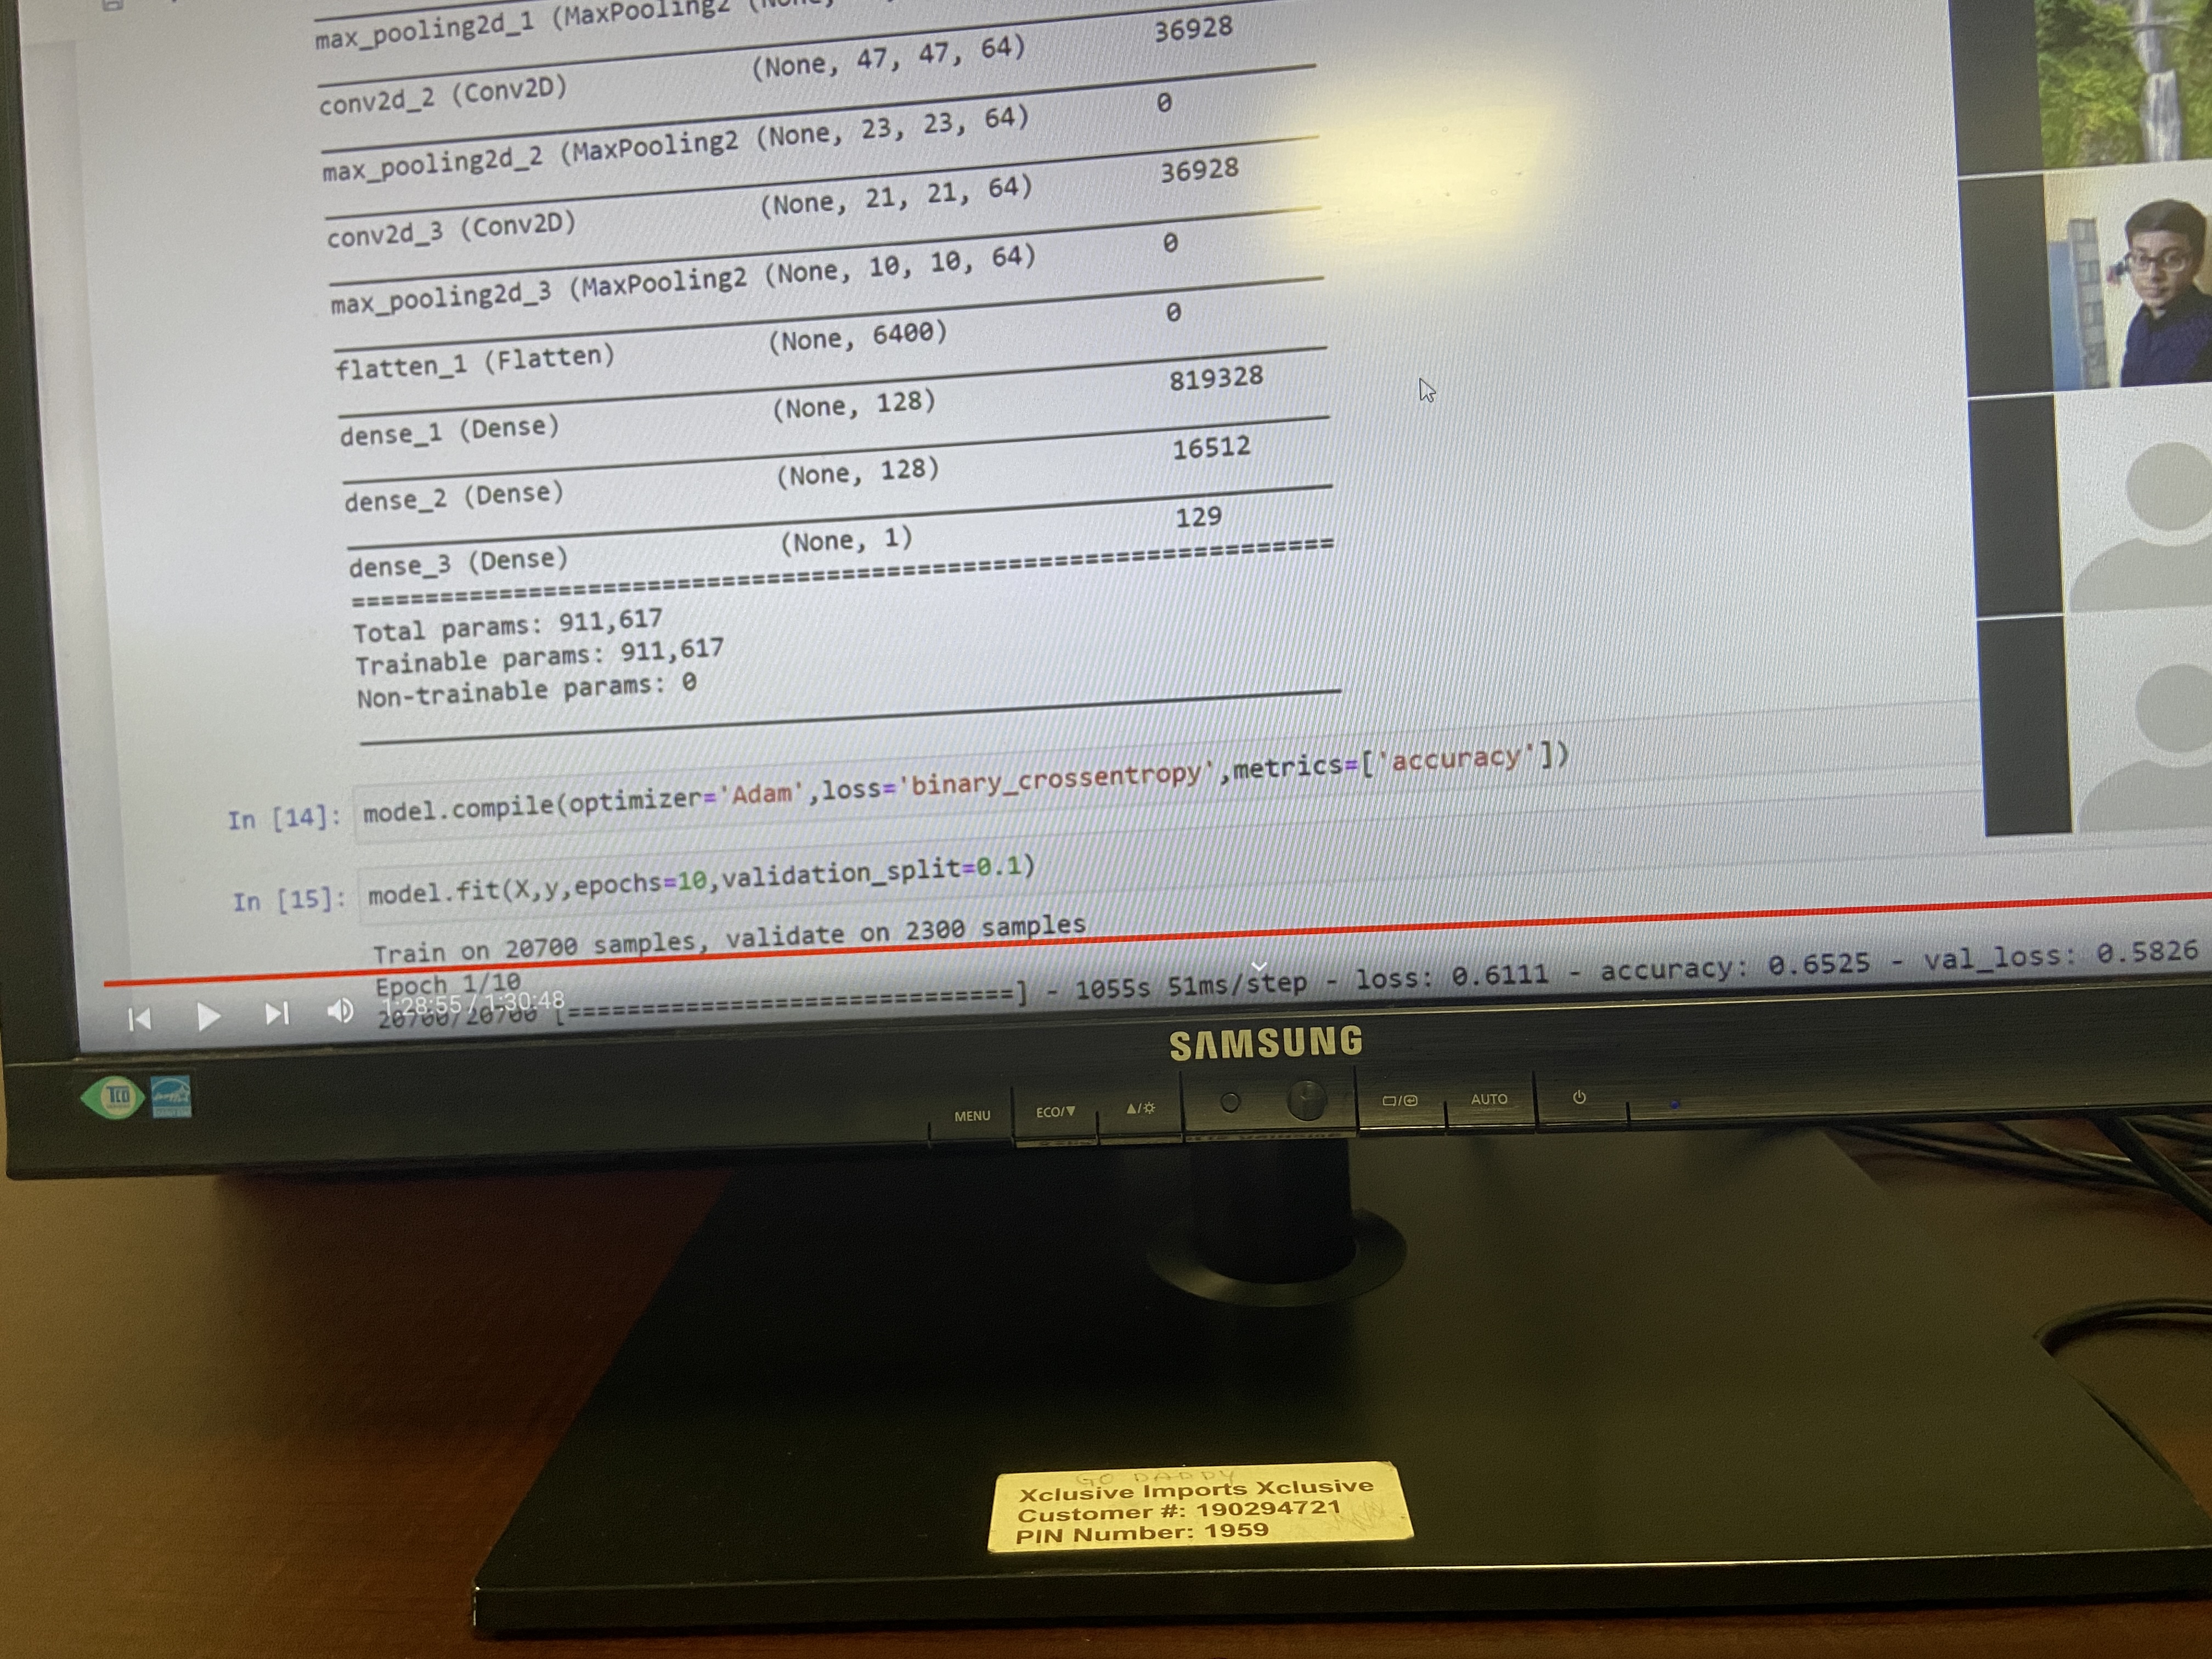 max_pooling2d_1 (MaxPooling2 (None,
conv2d_2 (Conv2D) (None, 47, 47, 64) 36928
max_pooling2d_2 (MaxPooling2 (None, 23, 23, 64) 0
conv2d_3 (Conv2D) (None, 21, 21, 64) 36928
max_pooling2d_3 (MaxPooling2 (None, 10, 10, 64) 0
flatten_1 (Flatten) (None, 6400) 0
dense_1 (Dense) (None, 128) 819328
dense_2 (Dense) (None, 128) 16512
dense_3 (Dense) (None, 1) 129
================================================================
Total params: 911,617
Trainable params: 911,617
Non-trainable params: 0
In [14]: model.compile(optimizer='Adam',loss='binary_crossentropy',metrics=['accuracy'])
In [15]: model.fit(X,y,epochs=10,validation_split=0.1)
Train on 20700 samples, validate on 2300 samples
Epoch 1/10
20700/20700 [==============================] - 1055s 51ms/step - loss: 0.6111 - accuracy: 0.6525 - val_loss: 0.5826
1:28:55 / 1:30:48
SAMSUNG
TCO
MENU ECO/▼ ▲/☼ AUTO
GO DADDY
Xclusive Imports Xclusive
Customer #: 190294721
PIN Number: 1959